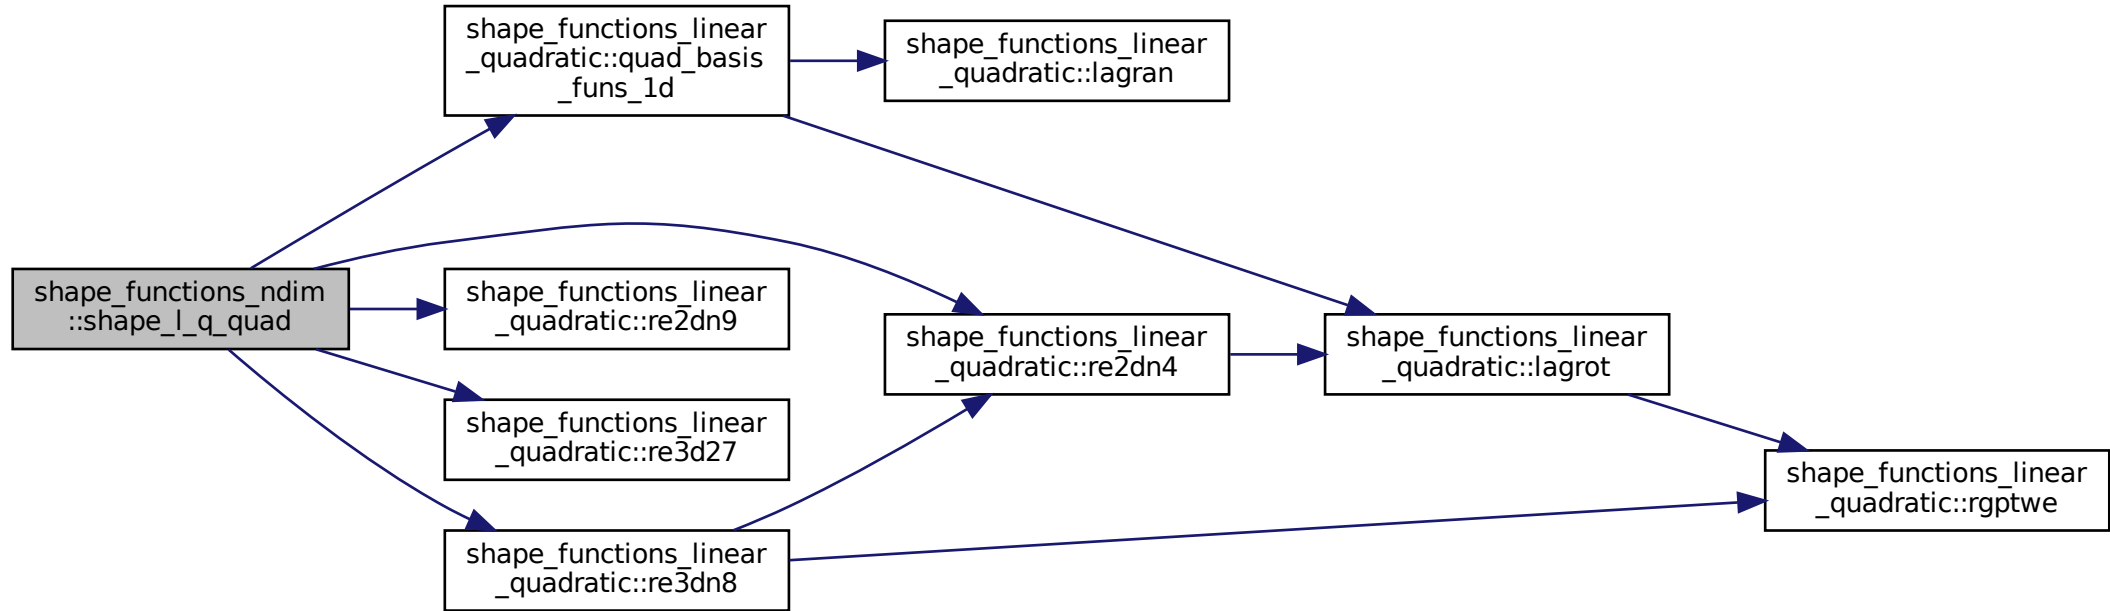 shape_functions_linear
_quadratic::quad_basis
_funs_1d
shape_functions_linear
_quadratic::lagran
shape_functions_ndim
::shape_l_q_quad
shape_functions_linear
_quadratic::re2dn9
shape_functions_linear
_quadratic::re2dn4
shape_functions_linear
_quadratic::lagrot
shape_functions_linear
_quadratic::re3d27
shape_functions_linear
_quadratic::rgptwe
shape_functions_linear
_quadratic::re3dn8